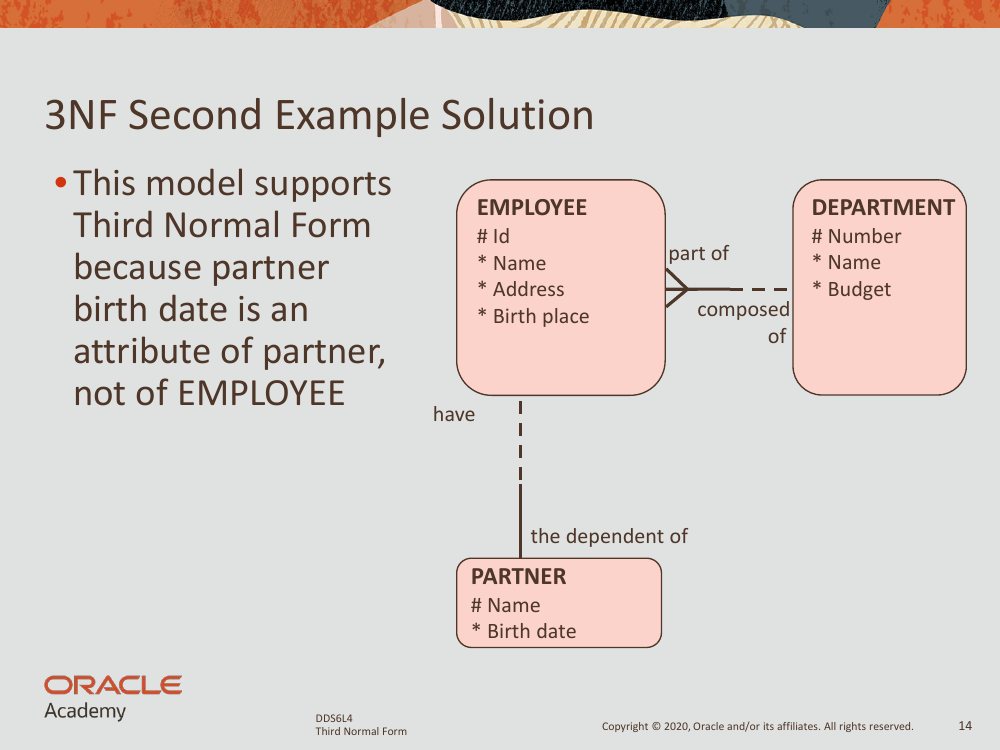 3NF Second Example Solution
•This model supports
Third Normal Form
because partner
birth date is an
attribute of partner,
not of EMPLOYEE
EMPLOYEE
# Id
* Name
* Address
* Birth place
part of
composed
of
DEPARTMENT
# Number
* Name
* Budget
have
the dependent of
PARTNER
# Name
* Birth date
ORACLE
Academy
DDS6L4
Third Normal Form
Copyright © 2020, Oracle and/or its affiliates. All rights reserved.
14